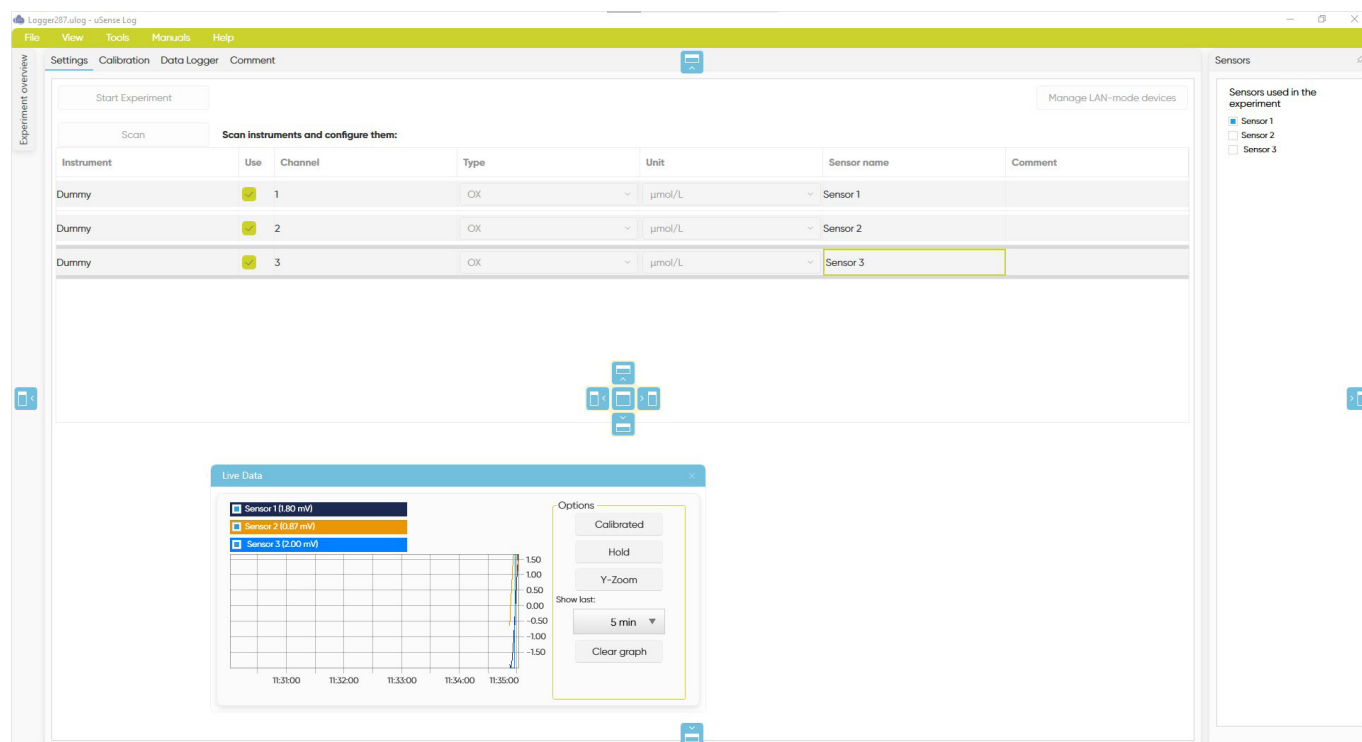 Logger287.ulog - uSense Log
File View Tools Manuals Help
Experiment overview
Settings Calibration Data Logger Comment
Start Experiment
Manage LAN-mode devices
Scan
Scan instruments and configure them:
Instrument Use Channel Type Unit Sensor name Comment
Dummy 1 OX µmol/L Sensor 1
Dummy 2 OX µmol/L Sensor 2
Dummy 3 OX µmol/L Sensor 3
Sensors
Sensors used in the
experiment
Sensor 1
Sensor 2
Sensor 3
Live Data
Sensor 1 (1.80 mV)
Sensor 2 (0.87 mV)
Sensor 3 (2.00 mV)
1.50
1.00
0.50
0.00
-0.50
-1.00
-1.50
11:31:00 11:32:00 11:33:00 11:34:00 11:35:00
Options
Calibrated
Hold
Y-Zoom
Show last:
5 min
Clear graph